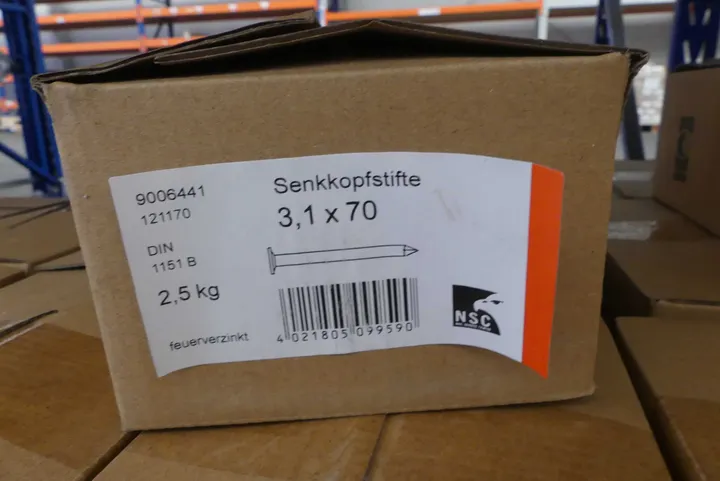 9006441
121170
DIN
1151 B
2,5 kg
feuerverzinkt
Senkkopfstifte
3,1 x 70
4 021805 099590
NSC